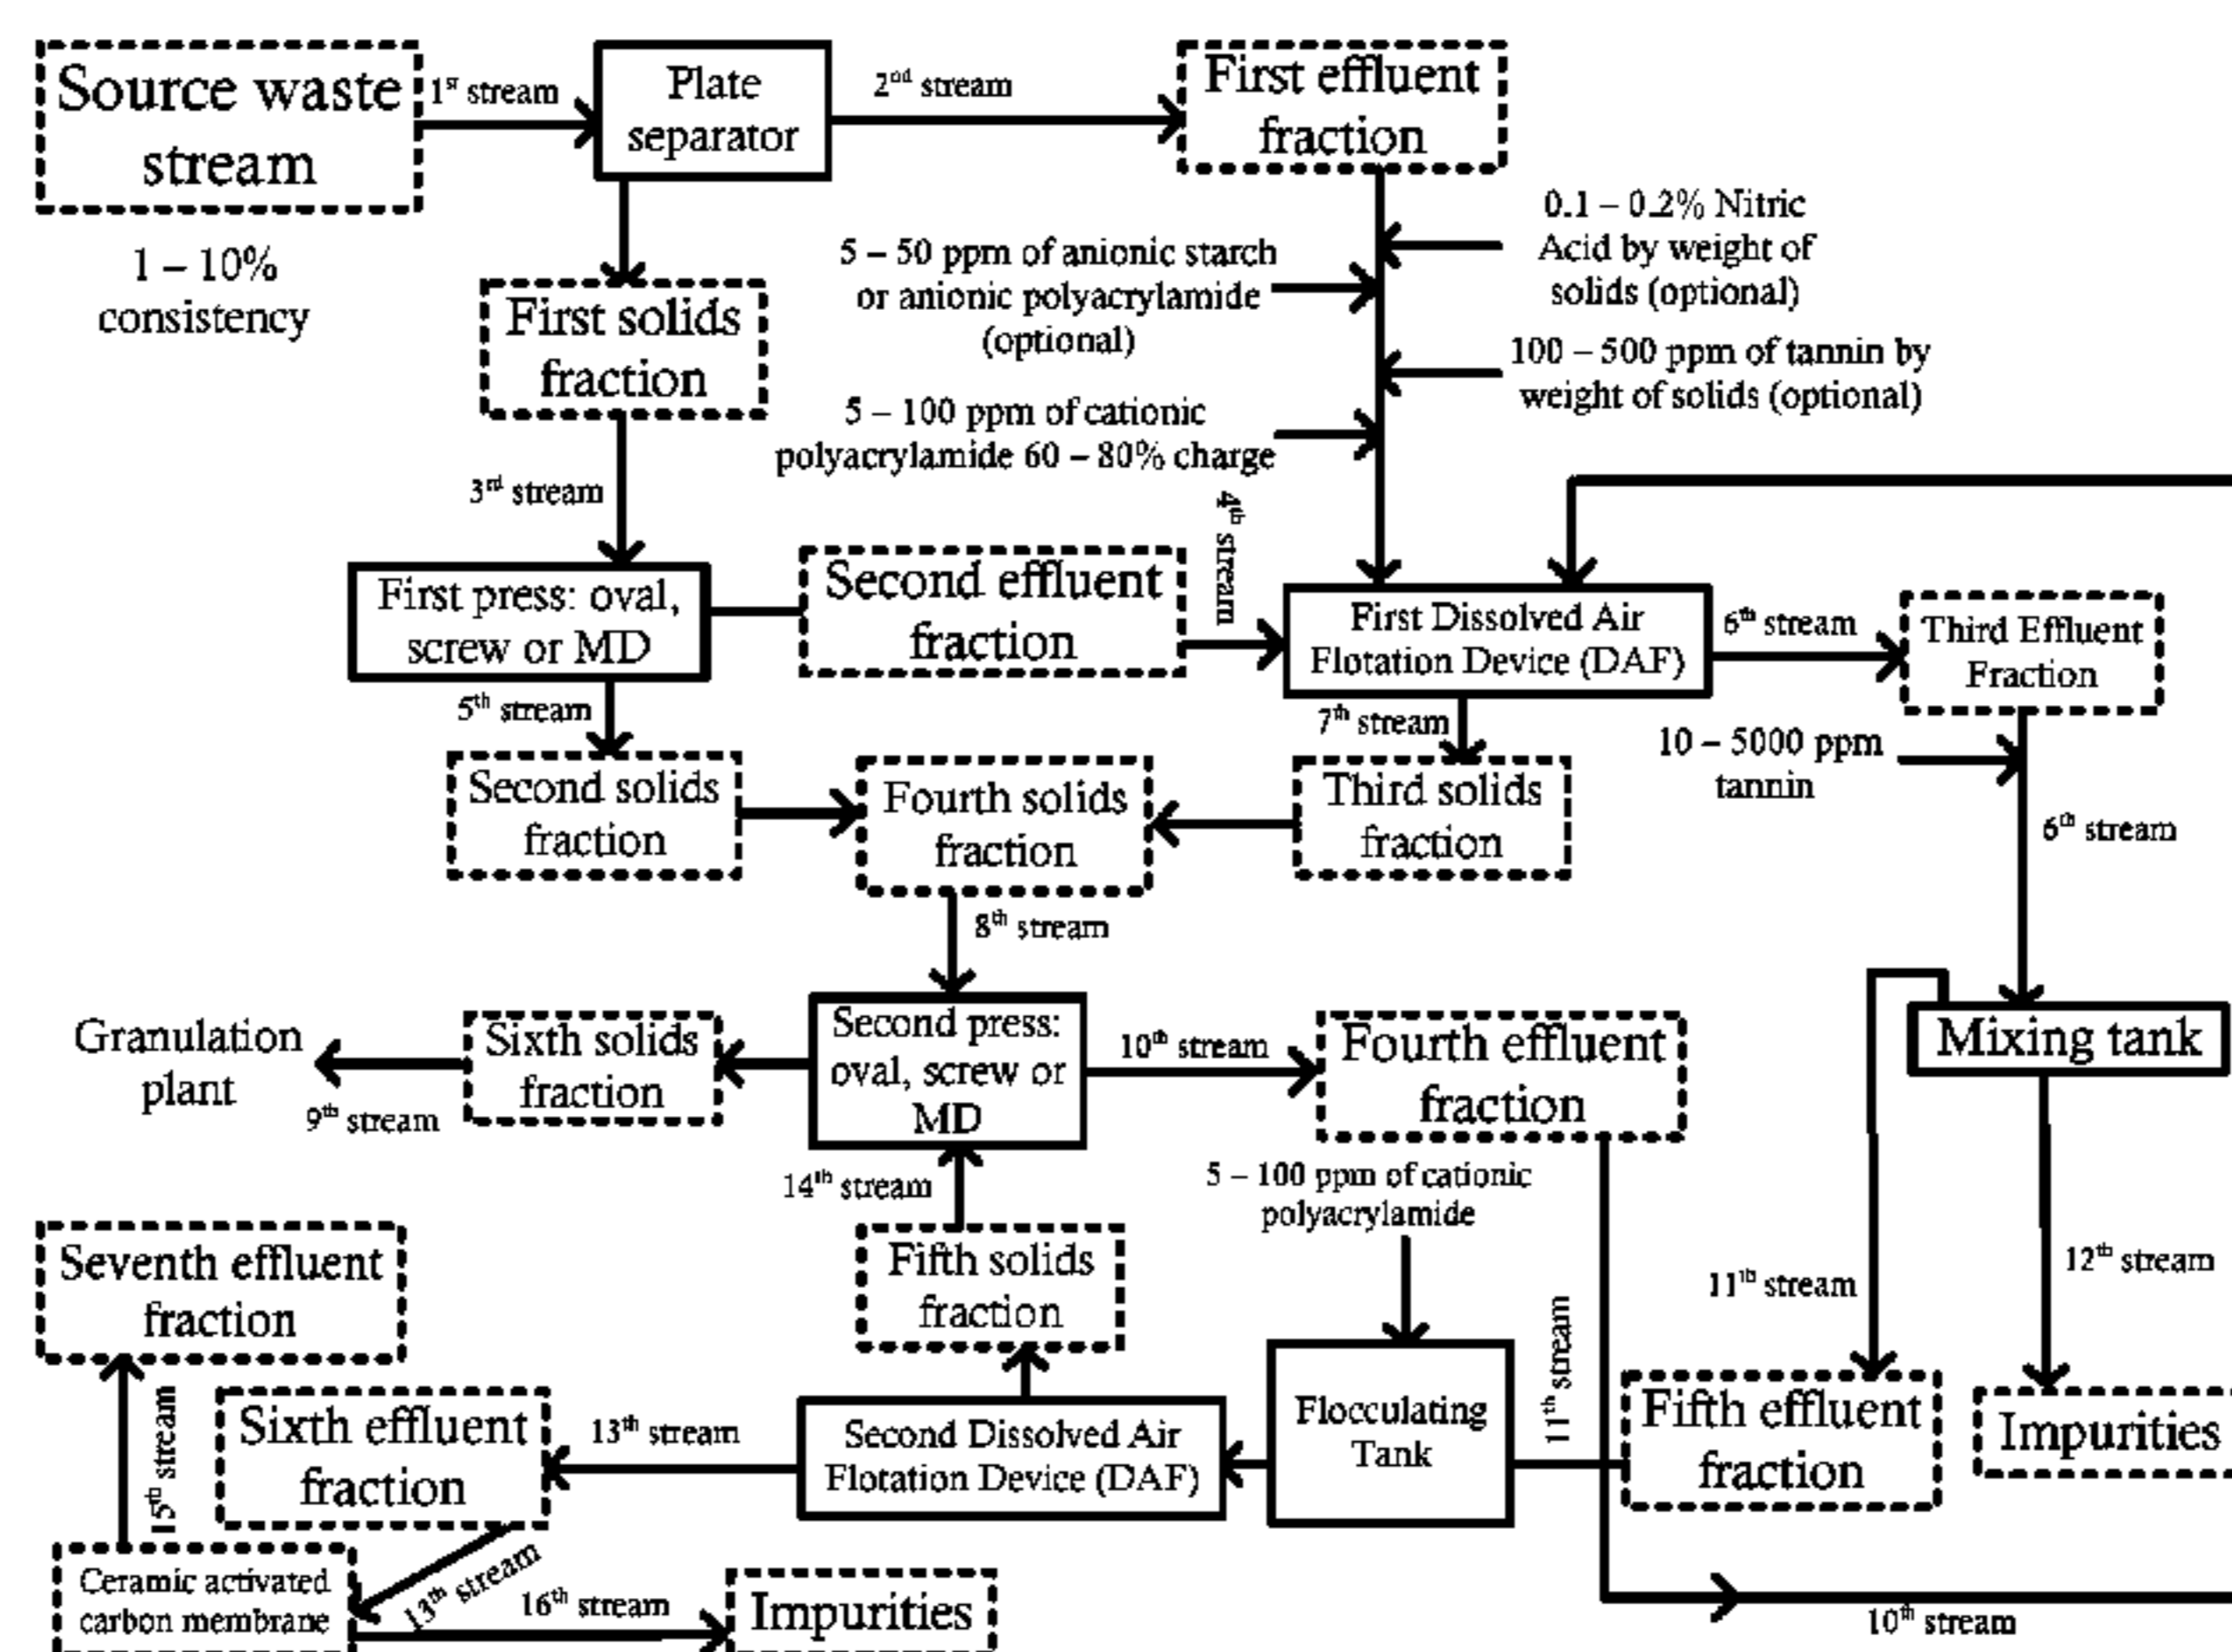 Source waste
stream
1st stream
Plate
separator
2nd stream
First effluent
fraction
1 – 10%
consistency
First solids
fraction
5 – 50 ppm of anionic starch
or anionic polyacrylamide
(optional)
0.1 – 0.2% Nitric
Acid by weight of
solids (optional)
100 – 500 ppm of tannin by
weight of solids (optional)
5 – 100 ppm of cationic
polyacrylamide 60 – 80% charge
3rd stream
4th stream
First press: oval,
screw or MD
Second effluent
fraction
First Dissolved Air
Flotation Device (DAF)
6th stream
Third Effluent
Fraction
5th stream
7th stream
10 – 5000 ppm
tannin
Second solids
fraction
Fourth solids
fraction
Third solids
fraction
6th stream
8th stream
Granulation
plant
9th stream
Sixth solids
fraction
Second press:
oval, screw or
MD
10th stream
Fourth effluent
fraction
Mixing tank
14th stream
5 – 100 ppm of cationic
polyacrylamide
Seventh effluent
fraction
Fifth solids
fraction
11th stream
12th stream
11th stream
15th stream
Sixth effluent
fraction
13th stream
Second Dissolved Air
Flotation Device (DAF)
Flocculating
Tank
Fifth effluent
fraction
Impurities
Ceramic activated
carbon membrane
13th stream
16th stream
Impurities
10th stream